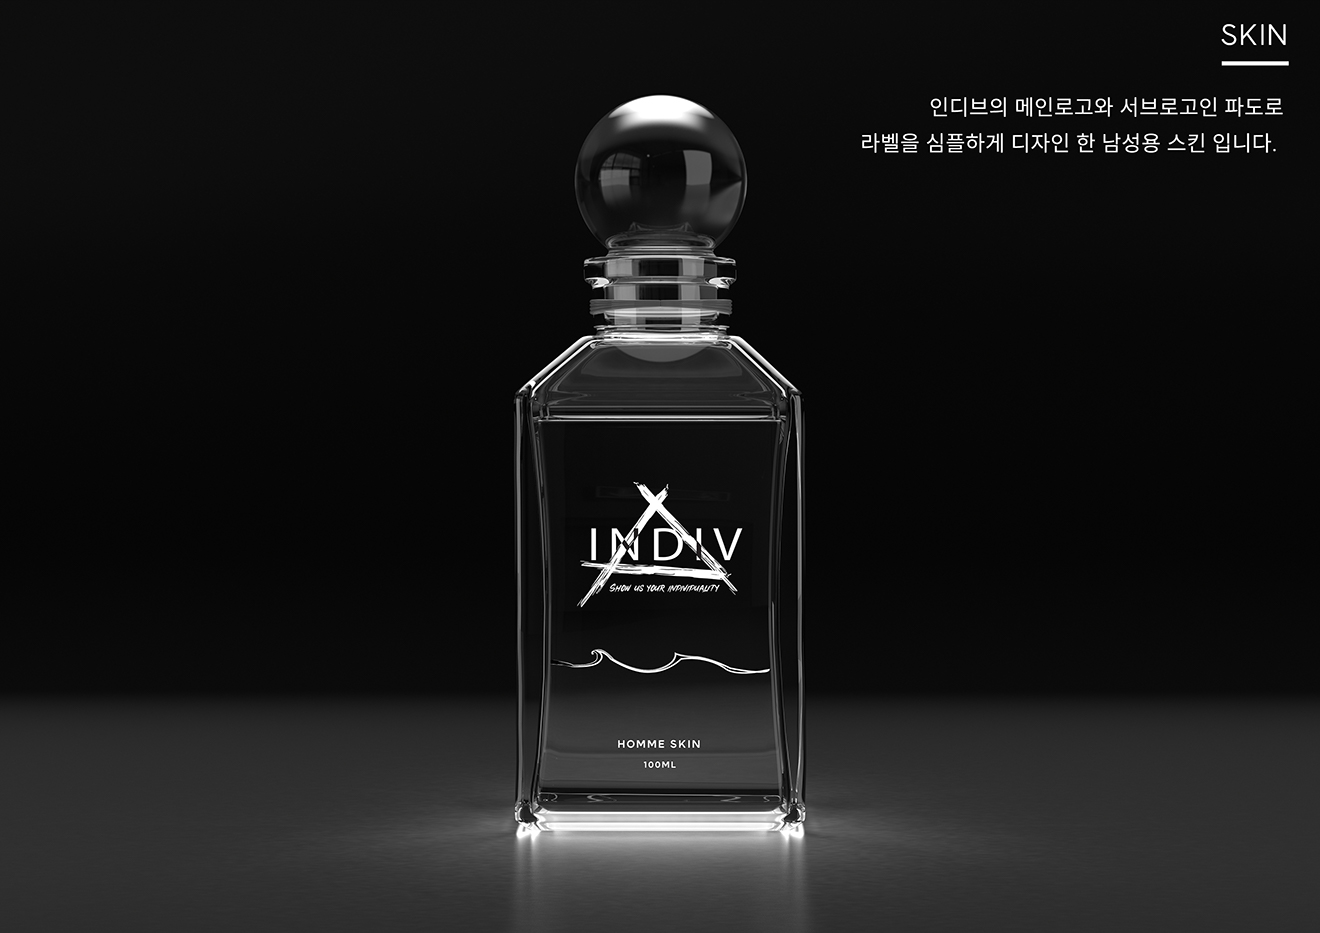 SKIN
인디브의 메인로고와 서브로고인 파도로
라벨을 심플하게 디자인 한 남성용 스킨 입니다.
INDIV
SHOW US YOUR INDIVIDUALITY
HOMME SKIN
100ML